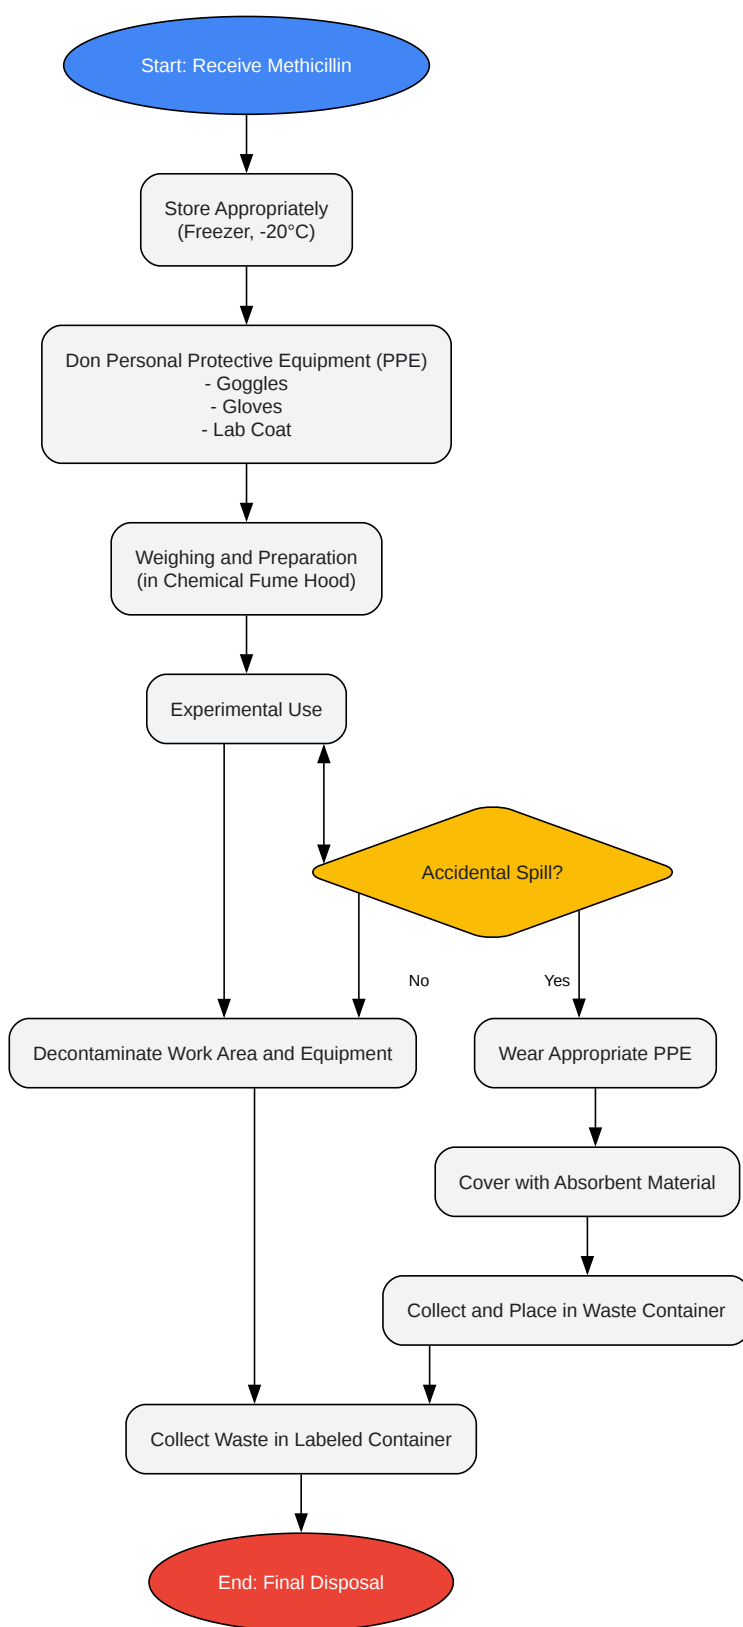 Start: Receive Methicillin
Store Appropriately
(Freezer, -20°C)
Don Personal Protective Equipment (PPE)
- Goggles
- Gloves
- Lab Coat
Weighing and Preparation
(in Chemical Fume Hood)
Experimental Use
Accidental Spill?
No
Yes
Decontaminate Work Area and Equipment
Wear Appropriate PPE
Cover with Absorbent Material
Collect and Place in Waste Container
Collect Waste in Labeled Container
End: Final Disposal